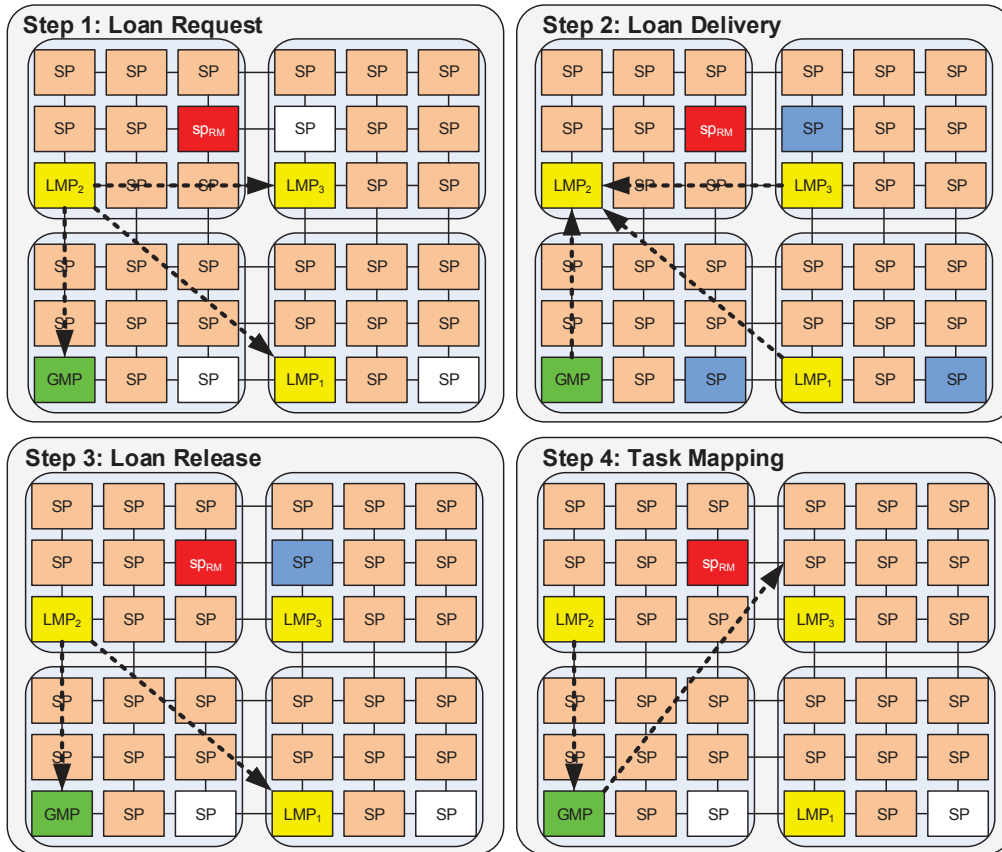 Step 1: Loan Request
SP SP SP SP SP SP
SP SP spRM SP SP SP
LMP2 SP SP LMP3 SP SP
SP SP SP SP SP SP
SP SP SP SP SP SP
GMP SP SP LMP1 SP SP
Step 2: Loan Delivery
SP SP SP SP SP SP
SP SP spRM SP SP SP
LMP2 SP SP LMP3 SP SP
SP SP SP SP SP SP
SP SP SP SP SP SP
GMP SP SP LMP1 SP SP
Step 3: Loan Release
SP SP SP SP SP SP
SP SP spRM SP SP SP
LMP2 SP SP LMP3 SP SP
SP SP SP SP SP SP
SP SP SP SP SP SP
GMP SP SP LMP1 SP SP
Step 4: Task Mapping
SP SP SP SP SP SP
SP SP spRM SP SP SP
LMP2 SP SP LMP3 SP SP
SP SP SP SP SP SP
SP SP SP SP SP SP
GMP SP SP LMP1 SP SP